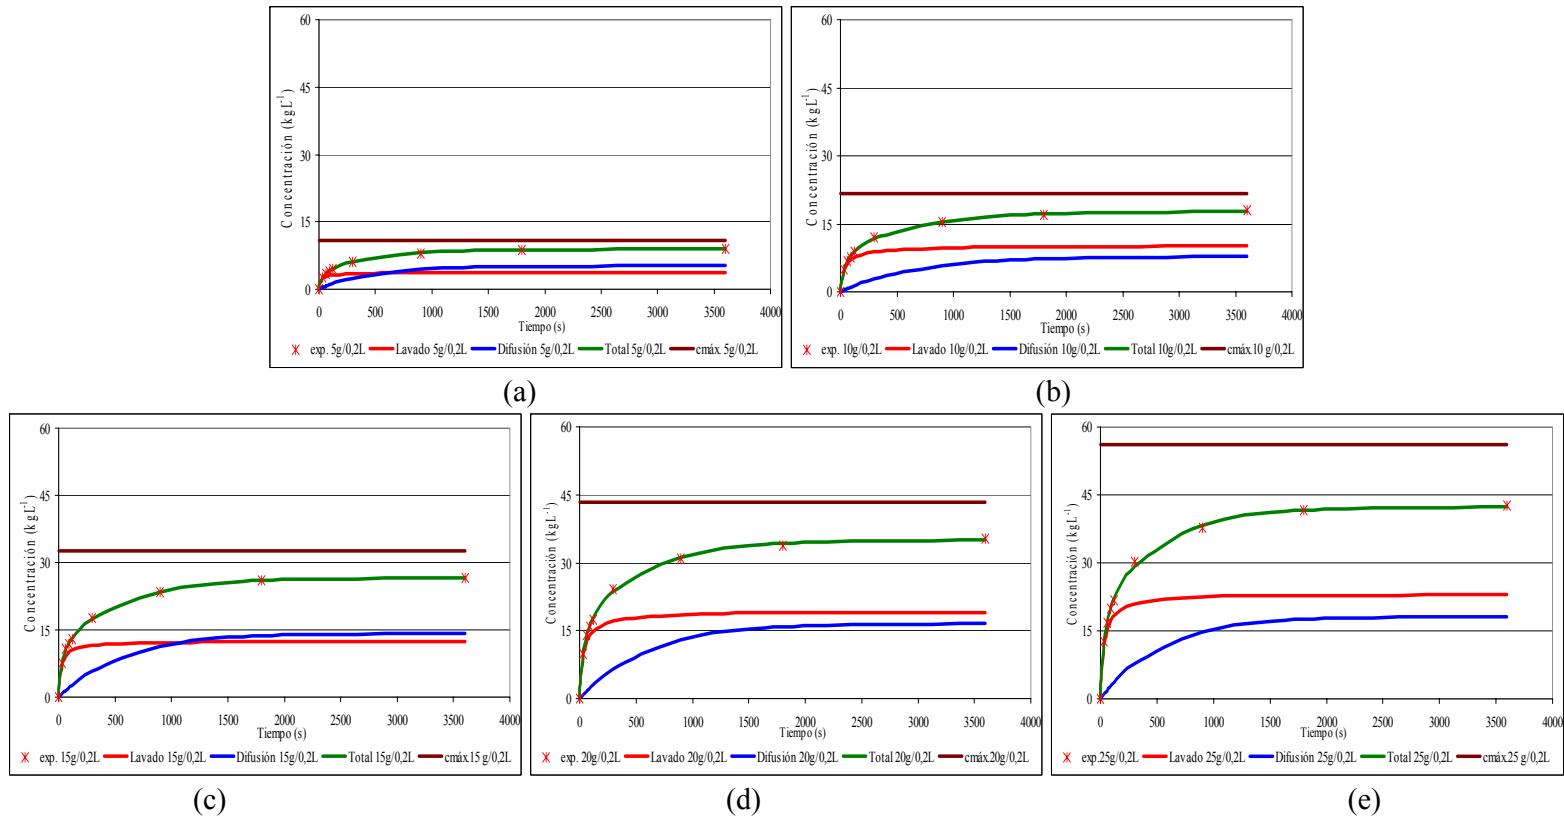 60
45
30
15
0
Concentración (kgL-1)
0 500 1000 1500 2000 2500 3000 3500 4000
Tiempo (s)
exp. 5g/0,2L Lavado 5g/0,2L Difusión 5g/0,2L Total 5g/0,2L cmáx. 5g/0,2L
(a)
60
45
30
15
0
Concentración (kgL-1)
0 500 1000 1500 2000 2500 3000 3500 4000
Tiempo (s)
exp. 10g/0,2L Lavado 10g/0,2L Difusión 10g/0,2L Total 10g/0,2L cmáx.10 g/0,2L
(b)
60
45
30
15
0
Concentración (kgL-1)
0 500 1000 1500 2000 2500 3000 3500 4000
Tiempo (s)
exp. 15g/0,2L Lavado 15g/0,2L Difusión 15g/0,2L Total 15g/0,2L cmáx.15 g/0,2L
(c)
60
45
30
15
0
Concentración (kgL-1)
0 500 1000 1500 2000 2500 3000 3500 4000
Tiempo (s)
exp. 20g/0,2L Lavado 20g/0,2L Difusión 20g/0,2L Total 20g/0,2L cmáx.20g/0,2L
(d)
60
45
30
15
0
Concentración (kgL-1)
0 500 1000 1500 2000 2500 3000 3500 4000
Tiempo (s)
exp.25g/0,2L Lavado 25g/0,2L Difusión 25g/0,2L Total 25g/0,2L cmáx.25 g/0,2L
(e)